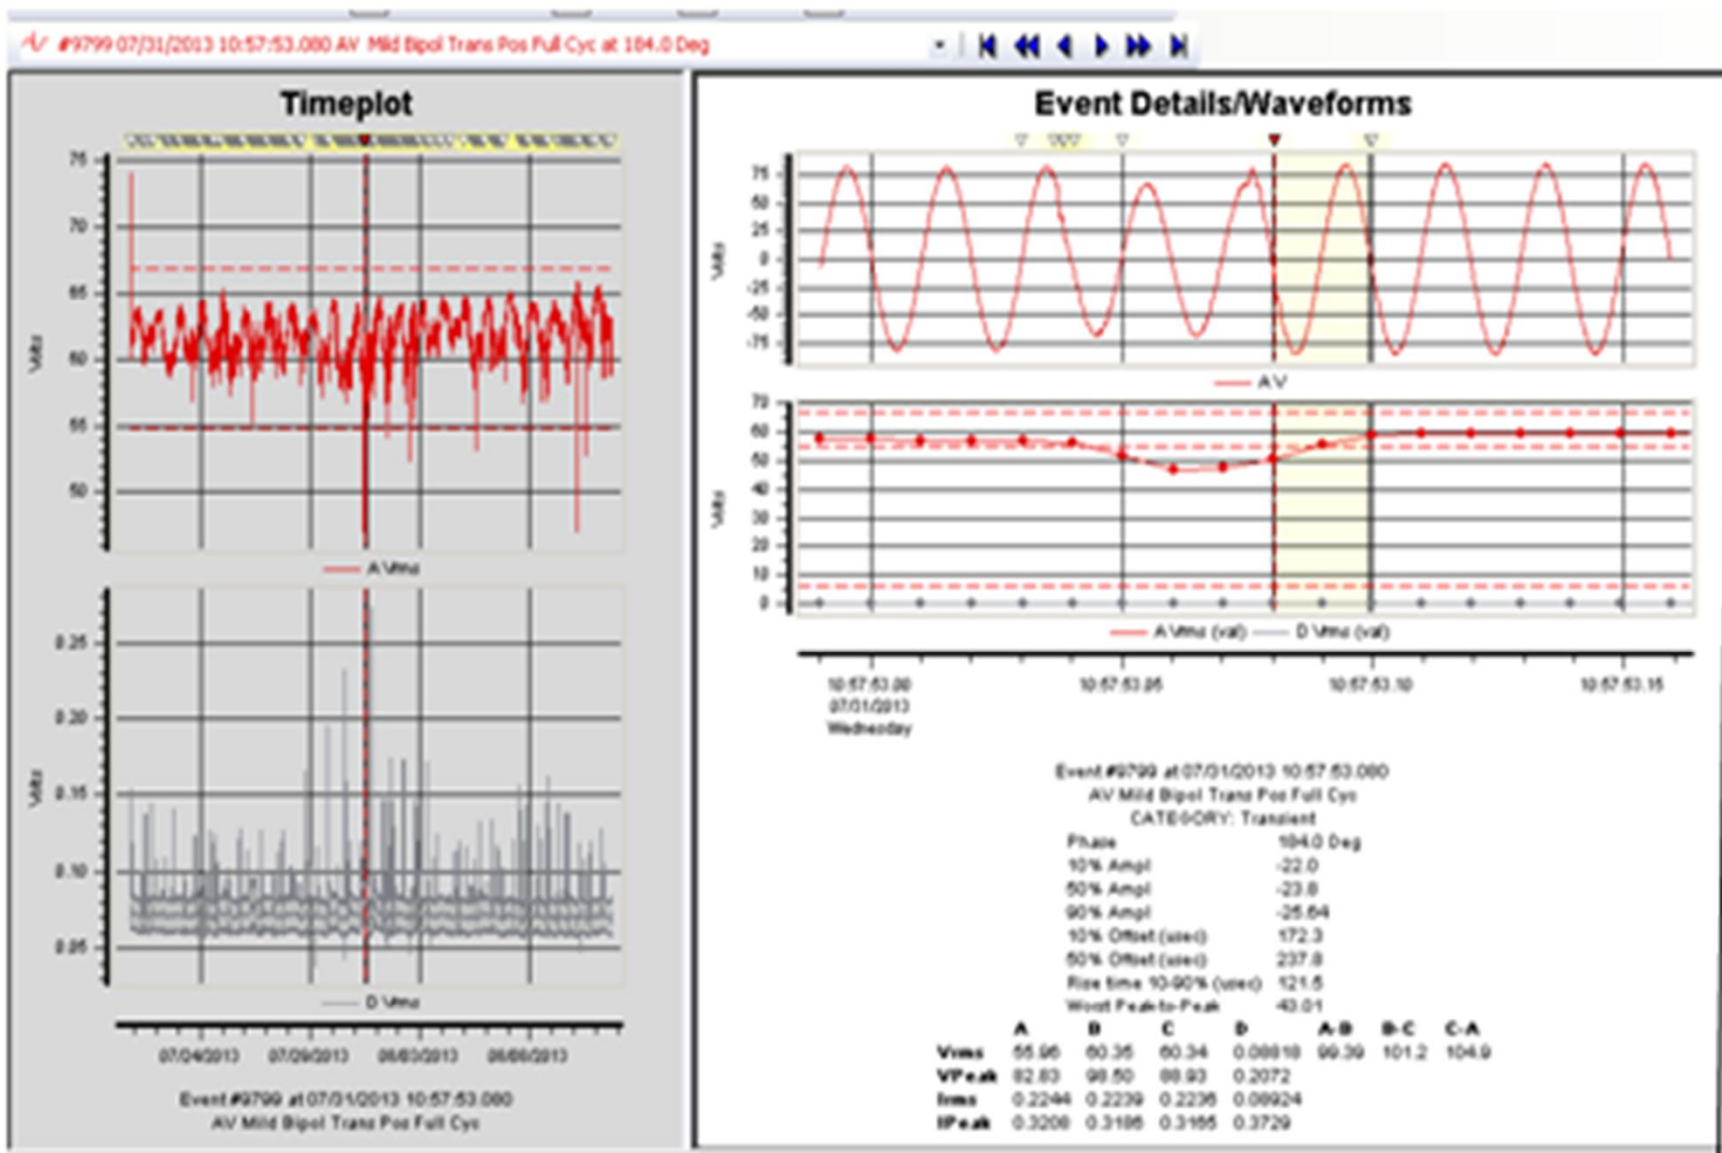 #9799 07/31/2013 10:57:53.080 AV Mild Bipol Trans Pos Full Cyc at 184.0 Deg
Timeplot
75
70
65
60
55
50
Volts
A Vrms
0.25
0.20
0.15
0.10
0.05
Volts
D Vrms
07/24/2013 07/29/2013 08/03/2013 08/08/2013
Event #9799 at 07/31/2013 10:57:53.080
AV Mild Bipol Trans Pos Full Cyc
Event Details/Waveforms
75
50
25
0
-25
-50
-75
Volts
A V
70
60
50
40
30
20
10
0
Volts
A Vrms (val) D Vrms (val)
10:57:53.00 10:57:53.05 10:57:53.10 10:57:53.15
07/31/2013
Wednesday
Event #9799 at 07/31/2013 10:57:53.080
AV Mild Bipol Trans Pos Full Cyc
CATEGORY: Transient
Phase 184.0 Deg
10% Ampl -22.0
50% Ampl -23.8
90% Ampl -25.64
10% Offset (usec) 172.3
50% Offset (usec) 237.8
Rise time 10-90% (usec) 121.5
Worst Peak-to-Peak 43.01
A B C D A-B B-C C-A
Vrms 55.96 60.35 60.34 0.08818 99.39 101.2 104.9
VPeak 82.83 98.50 88.93 0.2072
Irms 0.2244 0.2239 0.2236 0.08924
IPeak 0.3208 0.3186 0.3165 0.3729